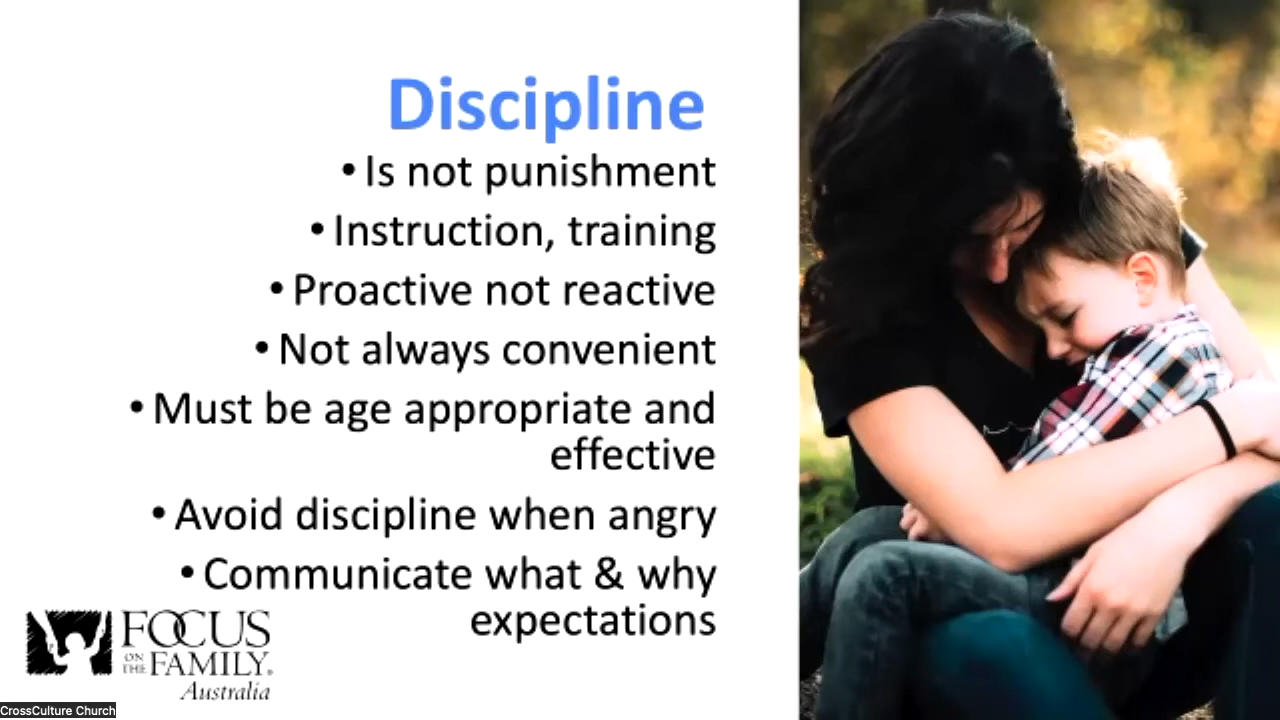 Discipline
• Is not punishment
• Instruction, training
• Proactive not reactive
• Not always convenient
• Must be age appropriate and
effective
• Avoid discipline when angry
• Communicate what & why
expectations
FOCUS
ON THE FAMILY®
Australia
CrossCulture Church